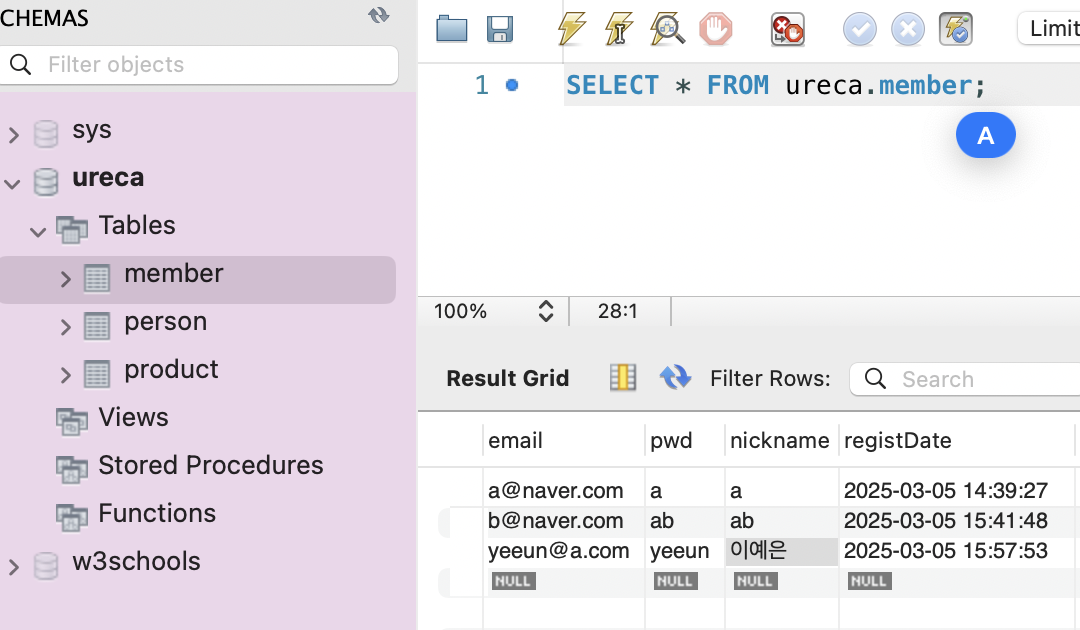 CHEMAS
Filter objects
sys
ureca
Tables
member
person
product
Views
Stored Procedures
Functions
w3schools
Limit
1 SELECT * FROM ureca.member;
A
100% 28:1
Result Grid Filter Rows: Search
email pwd nickname registDate
a@naver.com a a 2025-03-05 14:39:27
b@naver.com ab ab 2025-03-05 15:41:48
yeeun@a.com yeeun 이예은 2025-03-05 15:57:53
NULL NULL NULL NULL